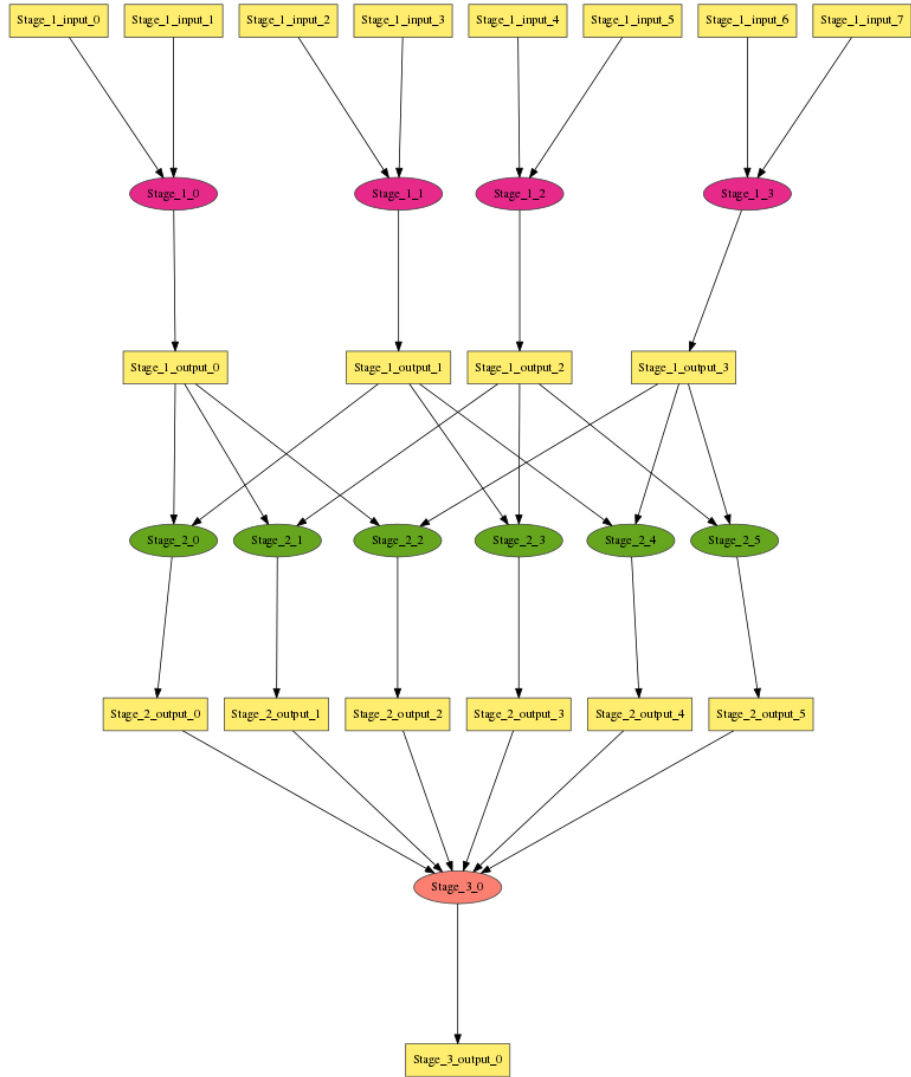 Stage_1_input_0
Stage_1_input_1
Stage_1_input_2
Stage_1_input_3
Stage_1_input_4
Stage_1_input_5
Stage_1_input_6
Stage_1_input_7
Stage_1_0
Stage_1_1
Stage_1_2
Stage_1_3
Stage_1_output_0
Stage_1_output_1
Stage_1_output_2
Stage_1_output_3
Stage_2_0
Stage_2_1
Stage_2_2
Stage_2_3
Stage_2_4
Stage_2_5
Stage_2_output_0
Stage_2_output_1
Stage_2_output_2
Stage_2_output_3
Stage_2_output_4
Stage_2_output_5
Stage_3_0
Stage_3_output_0